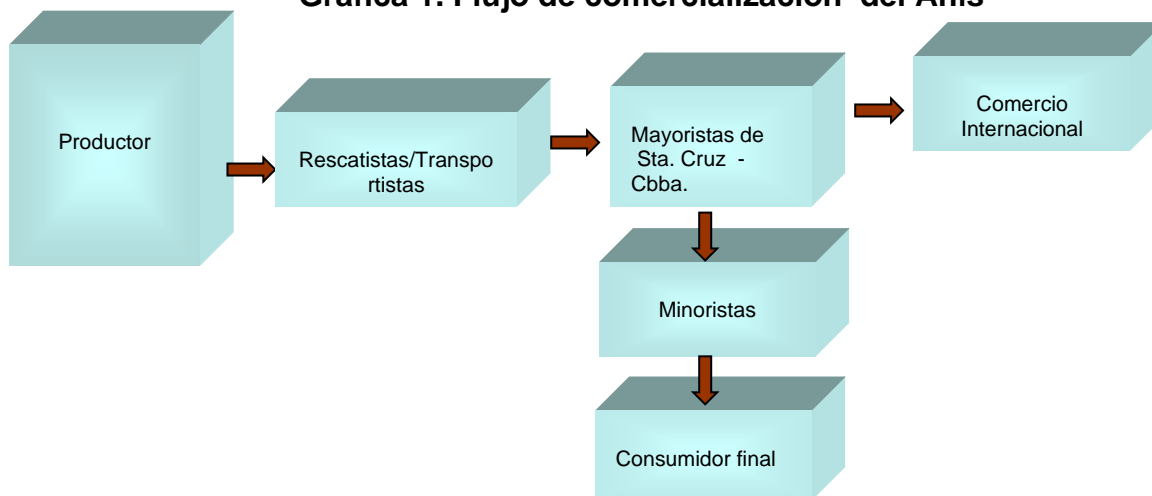 Gráfica 1. Flujo de comercialización del Anís
Productor
Rescatistas/Transpo
rtistas
Mayoristas de
Sta. Cruz -
Cbba.
Comercio
Internacional
Minoristas
Consumidor final